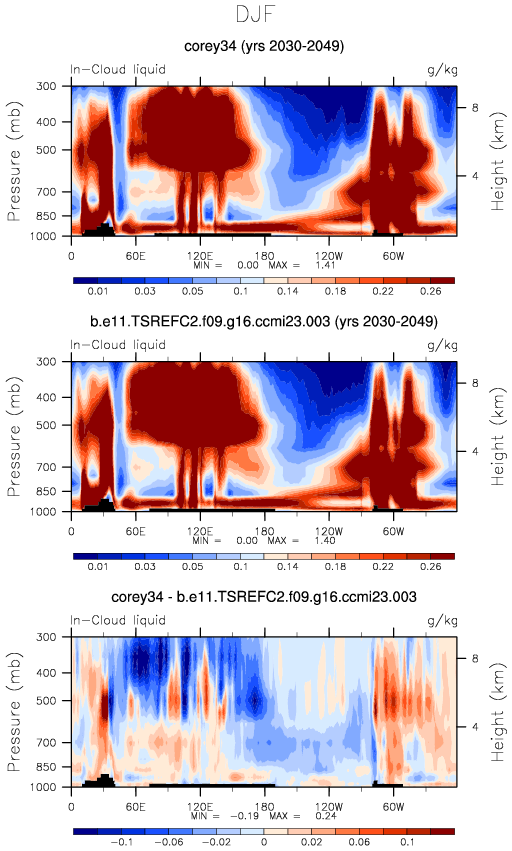 DJF
corey34 (yrs 2030-2049)
In-Cloud liquid g/kg
300
400
500
700
850
1000
Pressure (mb)
8
4
Height (km)
0 60E 120E 180 120W 60W
MIN = 0.00 MAX = 1.41
0.01 0.03 0.05 0.07 0.1 0.14 0.18 0.22 0.26
b.e11.TSREFC2.f09.g16.ccmi23.003 (yrs 2030-2049)
In-Cloud liquid g/kg
300
400
500
700
850
1000
Pressure (mb)
8
4
Height (km)
0 60E 120E 180 120W 60W
MIN = 0.00 MAX = 1.40
0.01 0.03 0.05 0.07 0.1 0.14 0.18 0.22 0.26
corey34 - b.e11.TSREFC2.f09.g16.ccmi23.003
In-Cloud liquid g/kg
300
400
500
700
850
1000
Pressure (mb)
8
4
Height (km)
0 60E 120E 180 120W 60W
MIN = -0.19 MAX = 0.24
-0.1 -0.06 -0.02 0 0.02 0.06 0.1